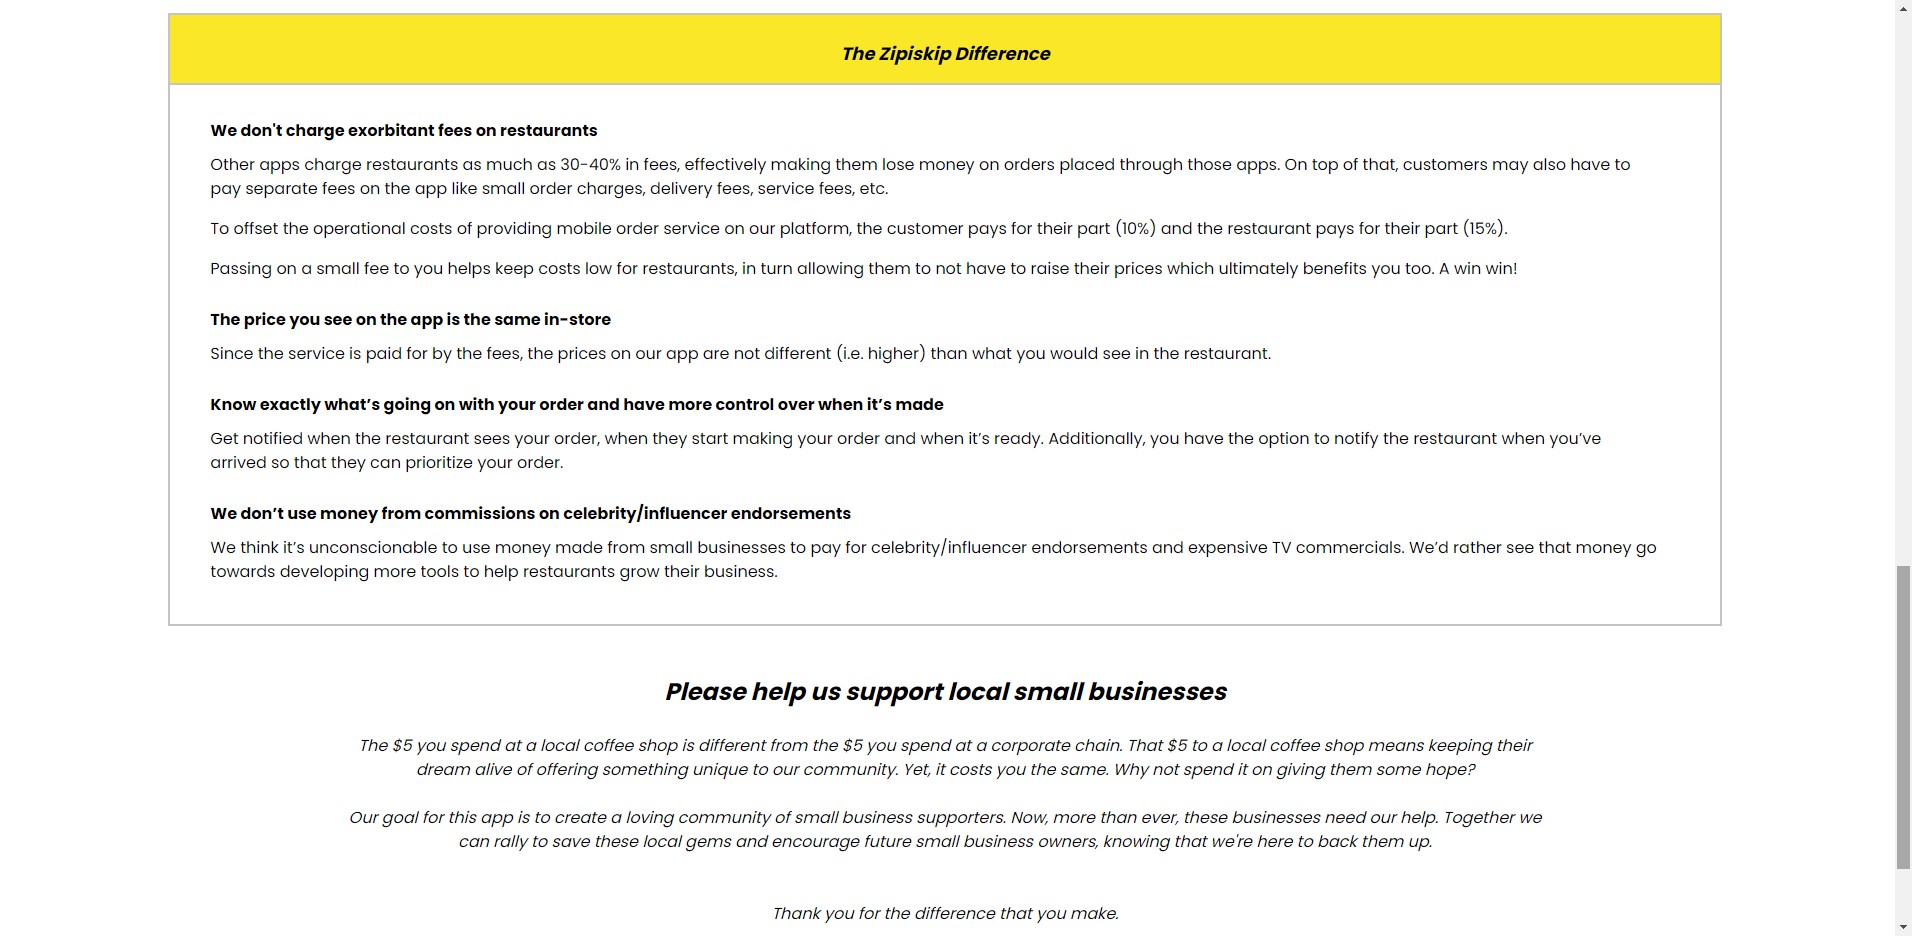 The Zipiskip Difference
We don't charge exorbitant fees on restaurants
Other apps charge restaurants as much as 30-40% in fees, effectively making them lose money on orders placed through those apps. On top of that, customers may also have to
pay separate fees on the app like small order charges, delivery fees, service fees, etc.
To offset the operational costs of providing mobile order service on our platform, the customer pays for their part (10%) and the restaurant pays for their part (15%).
Passing on a small fee to you helps keep costs low for restaurants, in turn allowing them to not have to raise their prices which ultimately benefits you too. A win win!
The price you see on the app is the same in-store
Since the service is paid for by the fees, the prices on our app are not different (i.e. higher) than what you would see in the restaurant.
Know exactly what’s going on with your order and have more control over when it’s made
Get notified when the restaurant sees your order, when they start making your order and when it’s ready. Additionally, you have the option to notify the restaurant when you’ve
arrived so that they can prioritize your order.
We don’t use money from commissions on celebrity/influencer endorsements
We think it’s unconscionable to use money made from small businesses to pay for celebrity/influencer endorsements and expensive TV commercials. We’d rather see that money go
towards developing more tools to help restaurants grow their business.
Please help us support local small businesses
The $5 you spend at a local coffee shop is different from the $5 you spend at a corporate chain. That $5 to a local coffee shop means keeping their
dream alive of offering something unique to our community. Yet, it costs you the same. Why not spend it on giving them some hope?
Our goal for this app is to create a loving community of small business supporters. Now, more than ever, these businesses need our help. Together we
can rally to save these local gems and encourage future small business owners, knowing that we're here to back them up.
Thank you for the difference that you make.